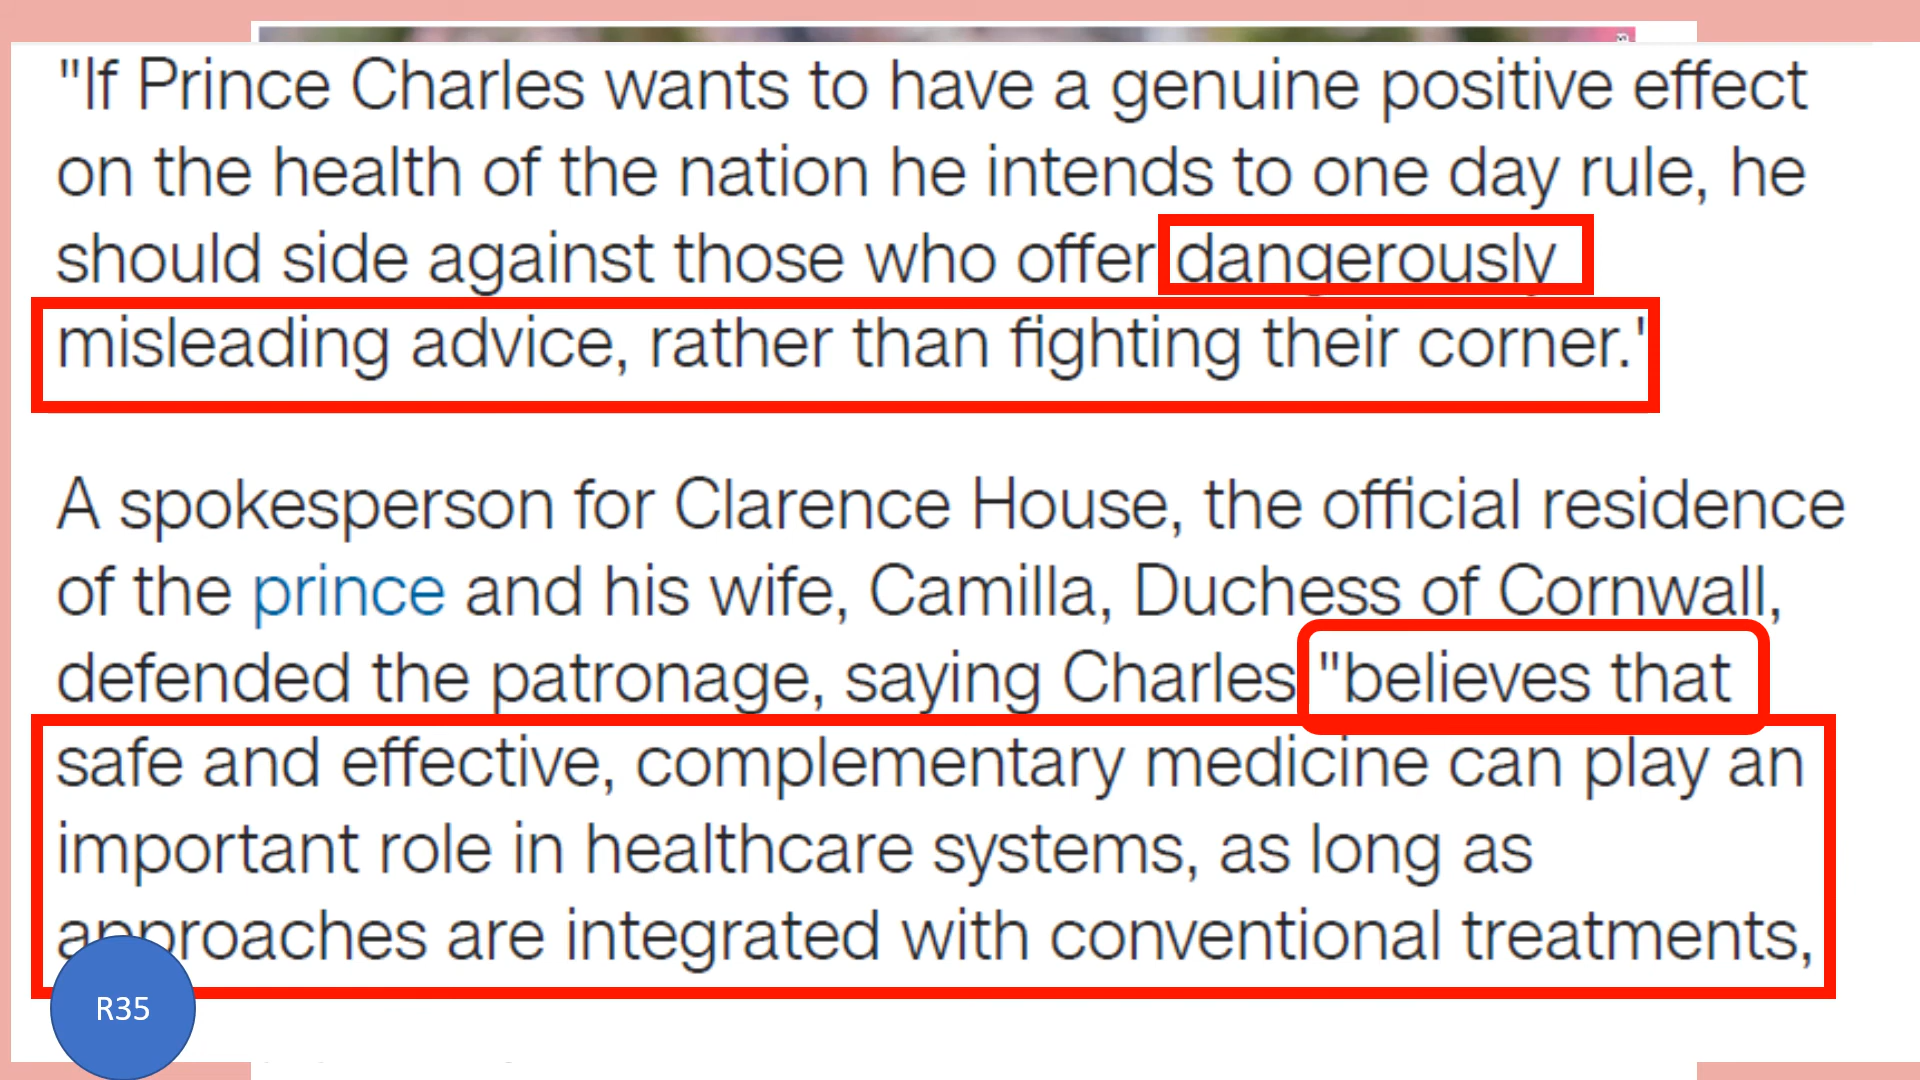 "If Prince Charles wants to have a genuine positive effect
on the health of the nation he intends to one day rule, he
should side against those who offer dangerously
misleading advice, rather than fighting their corner.'
A spokesperson for Clarence House, the official residence
of the prince and his wife, Camilla, Duchess of Cornwall,
defended the patronage, saying Charles "believes that
safe and effective, complementary medicine can play an
important role in healthcare systems, as long as
approaches are integrated with conventional treatments,
R35